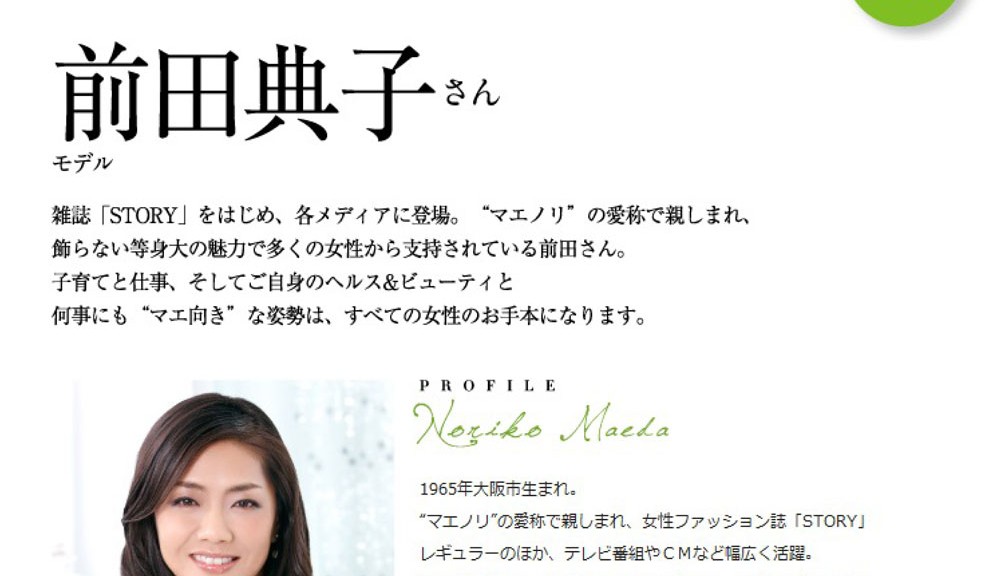 前田典子さん
モデル
雑誌「STORY」をはじめ、各メディアに登場。“マエノリ”の愛称で親しまれ、
飾らない等身大の魅力で多くの女性から支持されている前田さん。
子育てと仕事、そしてご自身のヘルス&ビューティと
何事にも“マエ向き”な姿勢は、すべての女性のお手本になります。
PROFILE
Noriko Maeda
1965年大阪市生まれ。
“マエノリ”の愛称で親しまれ、女性ファッション誌「STORY」
レギュラーのほか、テレビ番組やCMなど幅広く活躍。